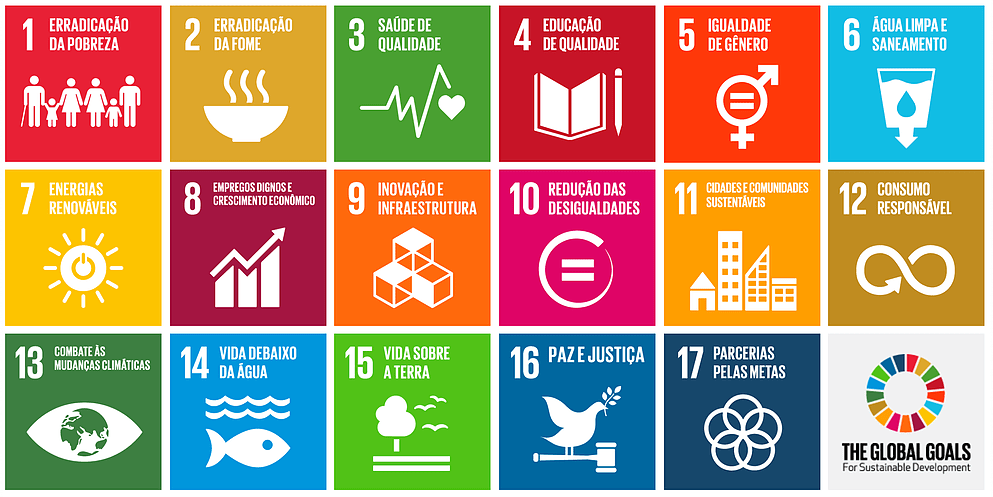 1 ERRADICAÇÃO
DA POBREZA
2 ERRADICAÇÃO
DA FOME
3 SAÚDE DE
QUALIDADE
4 EDUCAÇÃO
DE QUALIDADE
5 IGUALDADE
DE GÊNERO
6 ÁGUA LIMPA E
SANEAMENTO
7 ENERGIAS
RENOVÁVEIS
8 EMPREGOS DIGNOS E
CRESCIMENTO ECONÔMICO
9 INOVAÇÃO E
INFRAESTRUTURA
10 REDUÇÃO DAS
DESIGUALDADES
11 CIDADES E COMUNIDADES
SUSTENTÁVEIS
12 CONSUMO
RESPONSÁVEL
13 COMBATE ÀS
MUDANÇAS CLIMÁTICAS
14 VIDA DEBAIXO
DA ÁGUA
15 VIDA SOBRE
A TERRA
16 PAZ E JUSTIÇA
17 PARCERIAS
PELAS METAS
THE GLOBAL GOALS
For Sustainable Development